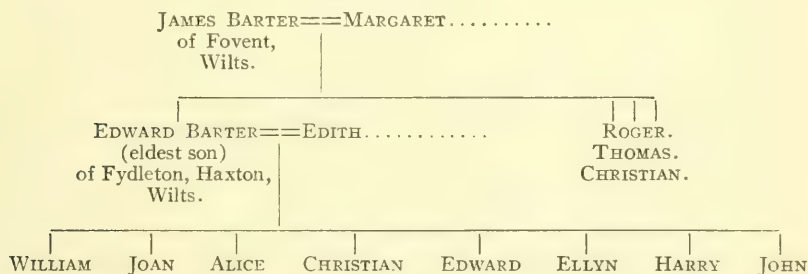 JAMES BARTER==MARGARET..........
of Fovent,
Wilts.
EDWARD BARTER==EDITH............ ROGER.
(eldest son) THOMAS.
of Fydleton, Haxton, CHRISTIAN.
Wilts.
WILLIAM JOAN ALICE CHRISTIAN EDWARD ELLYN HARRY JOHN